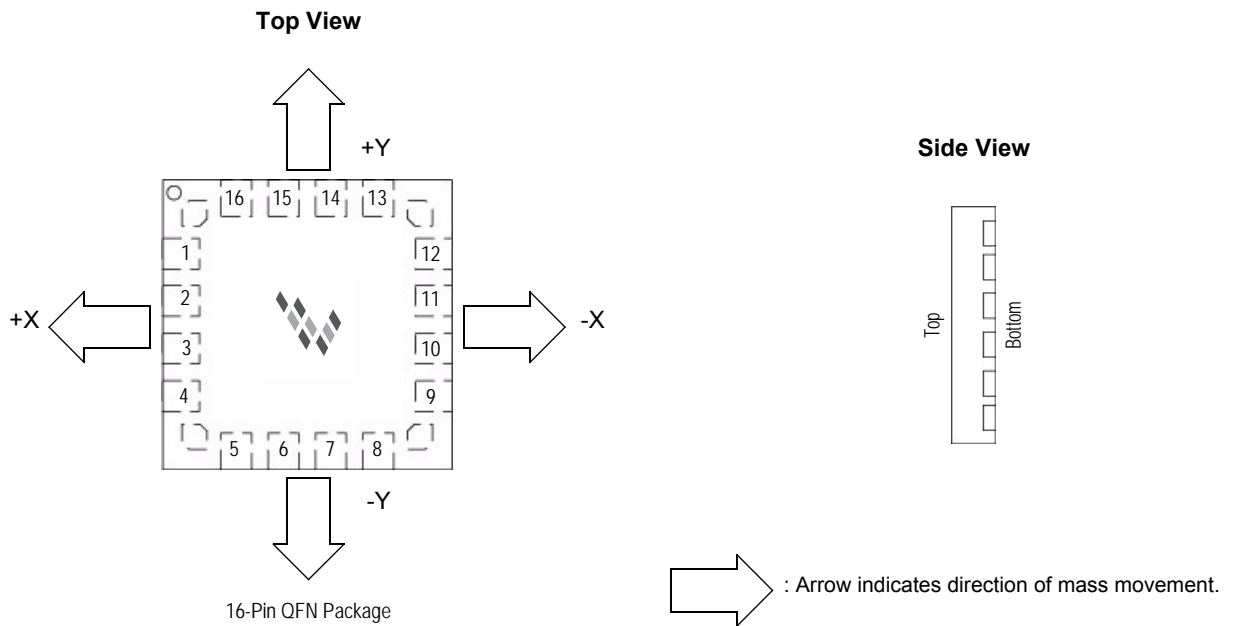 Top View
+Y
16 15 14 13
1 12
2 11
+X -X
3 10
4 9
5 6 7 8
-Y
16-Pin QFN Package
Side View
Top
Bottom
: Arrow indicates direction of mass movement.